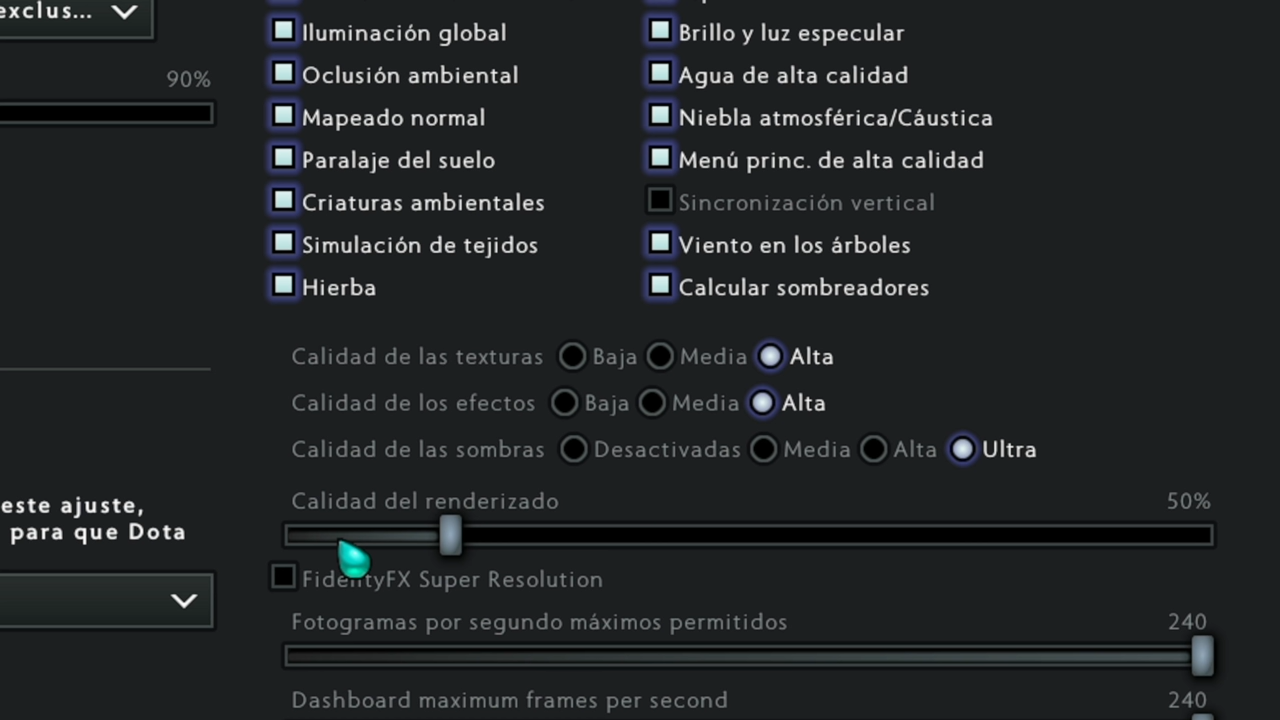 exclus...
90%
Iluminación global
Brillo y luz especular
Oclusión ambiental
Agua de alta calidad
Mapeado normal
Niebla atmosférica/Cáustica
Paralaje del suelo
Menú princ. de alta calidad
Criaturas ambientales
Sincronización vertical
Simulación de tejidos
Viento en los árboles
Hierba
Calcular sombreadores
Calidad de las texturas Baja Media Alta
Calidad de los efectos Baja Media Alta
Calidad de las sombras Desactivadas Media Alta Ultra
este ajuste,
para que Dota
Calidad del renderizado 50%
FidelityFX Super Resolution
Fotogramas por segundo máximos permitidos 240
Dashboard maximum frames per second 240